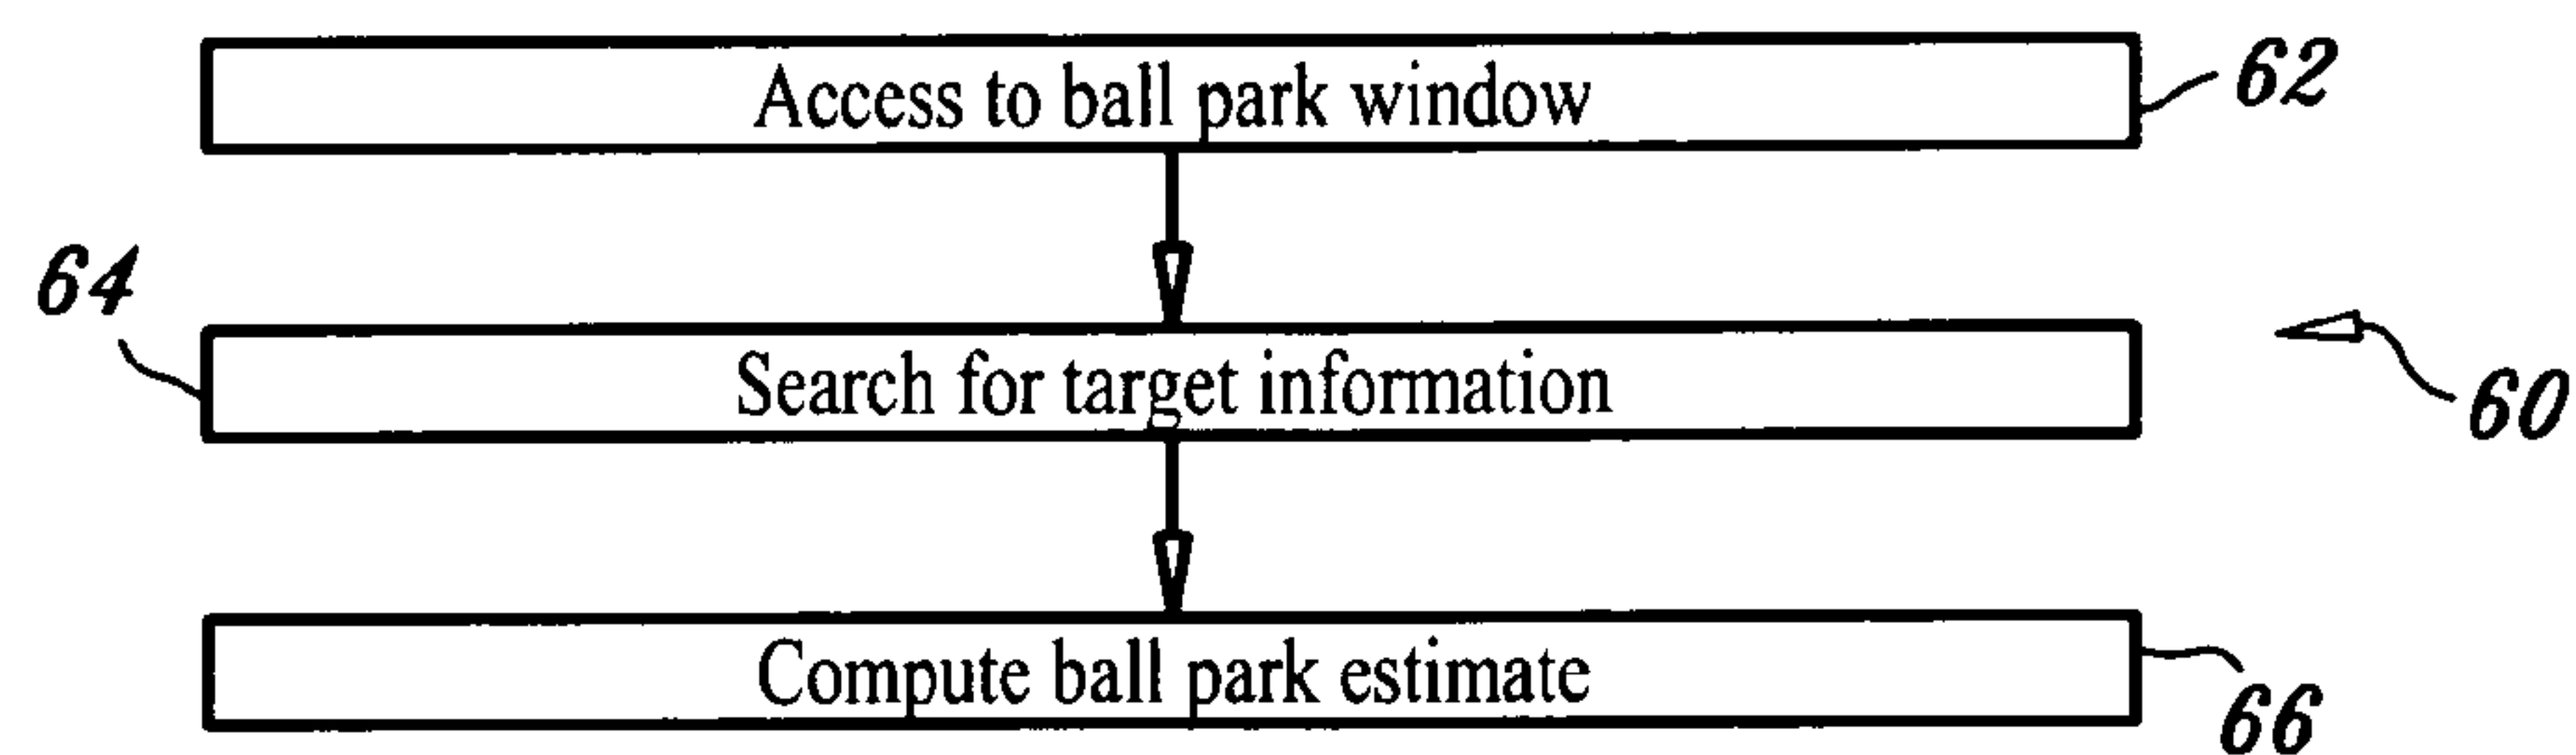 Access to ball park window
62
64
Search for target information
60
Compute ball park estimate
66